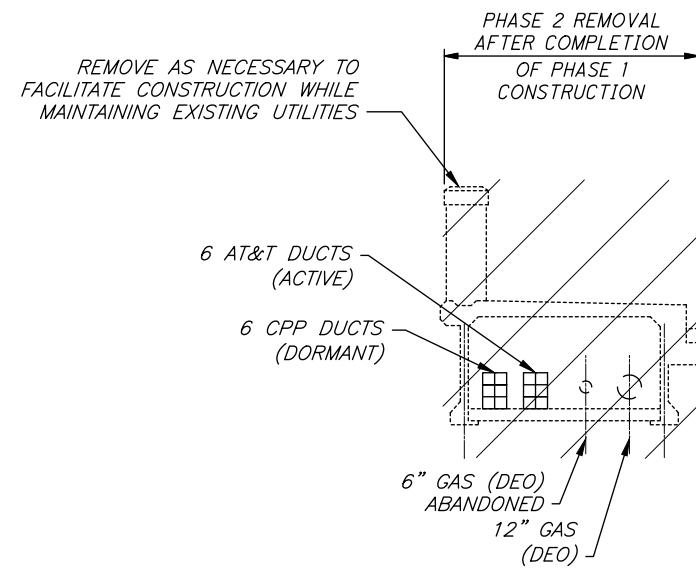 PHASE 2 REMOVAL
AFTER COMPLETION
OF PHASE 1
CONSTRUCTION
REMOVE AS NECESSARY TO
FACILITATE CONSTRUCTION WHILE
MAINTAINING EXISTING UTILITIES
6 AT&T DUCTS
(ACTIVE)
6 CPP DUCTS
(DORMANT)
6" GAS (DEO)
ABANDONED
12" GAS
(DEO)